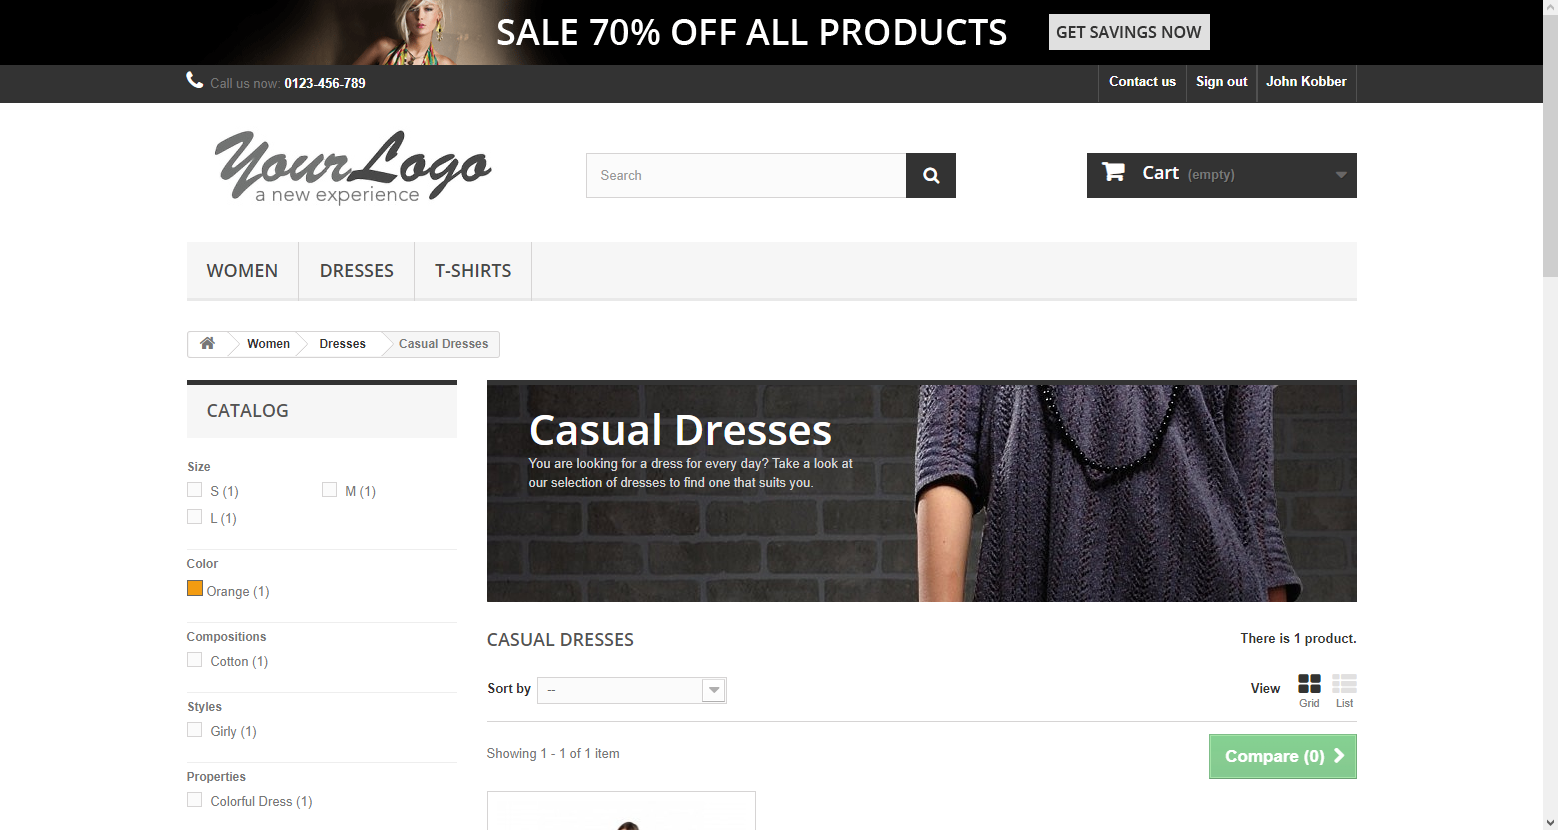 SALE 70% OFF ALL PRODUCTS
GET SAVINGS NOW
Call us now: 0123-456-789
Contact us
Sign out
John Kobber
YourLogo
a new experience
Search
Cart (empty)
WOMEN
DRESSES
T-SHIRTS
Women
Dresses
Casual Dresses
CATALOG
Size
S (1)
M (1)
L (1)
Color
Orange (1)
Compositions
Cotton (1)
Styles
Girly (1)
Properties
Colorful Dress (1)
Casual Dresses
You are looking for a dress for every day? Take a look at
our selection of dresses to find one that suits you.
CASUAL DRESSES
There is 1 product.
Sort by
--
View
Grid
List
Showing 1 - 1 of 1 item
Compare (0)